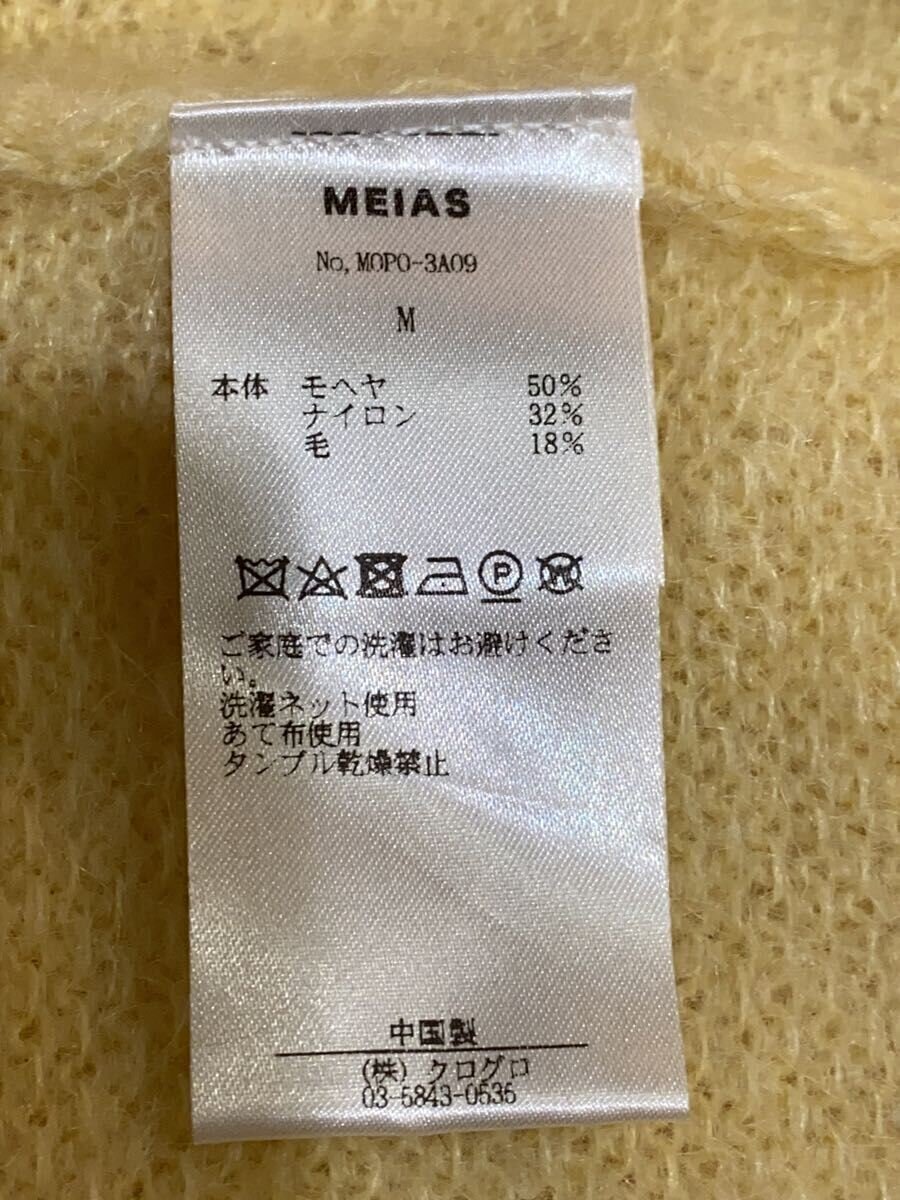 MEIAS
No,MOPO-3A09
M
本体 モヘヤ 50%
ナイロン 32%
毛 18%
P
W
ご家庭での洗濯はお避けくださ
い。
洗濯ネット使用
あて布使用
タンブル乾燥禁止
中国製
(株) クログロ
03-5843-0535